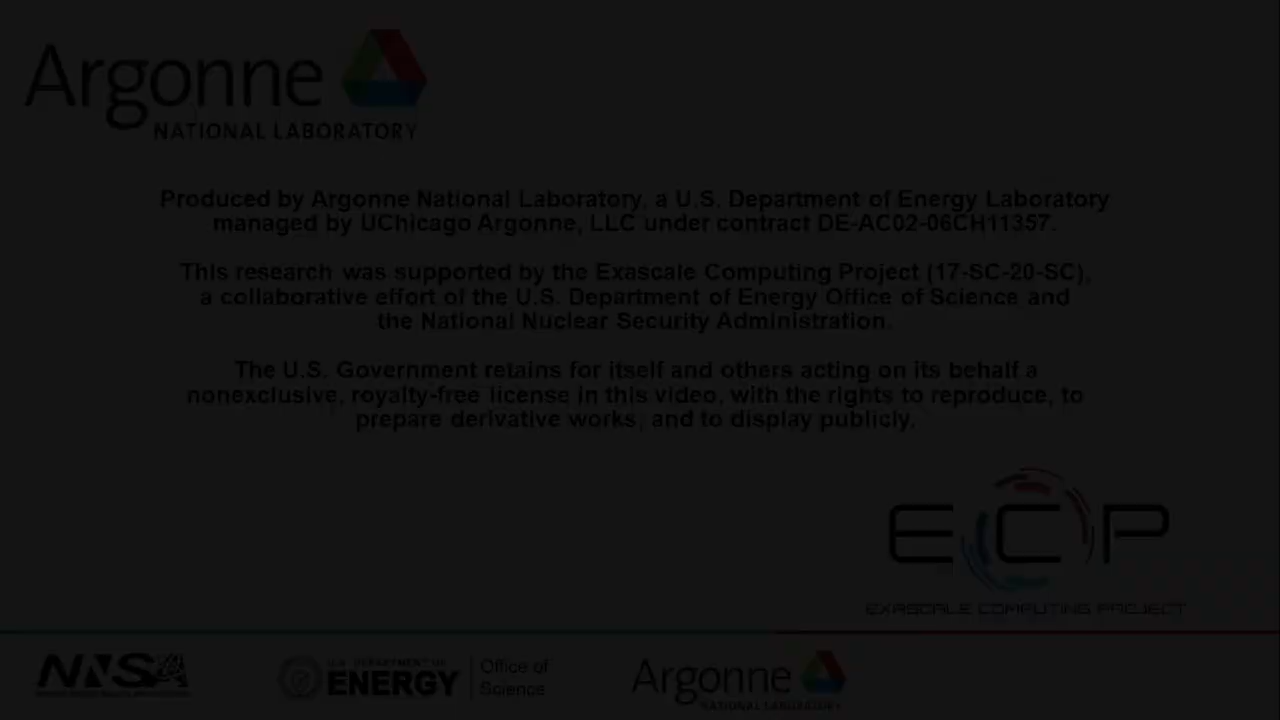 Argonne
NATIONAL LABORATORY
Produced by Argonne National Laboratory, a U.S. Department of Energy Laboratory
managed by UChicago Argonne, LLC under contract DE-AC02-06CH11357.
This research was supported by the Exascale Computing Project (17-SC-20-SC),
a collaborative effort of the U.S. Department of Energy Office of Science and
the National Nuclear Security Administration.
The U.S. Government retains for itself and others acting on its behalf a
nonexclusive, royalty-free license in this video, with the rights to reproduce, to
prepare derivative works, and to display publicly.
ECP
EXASCALE COMPUTING PROJECT
NNSA
U.S. DEPARTMENT OF
ENERGY
Office of
Science
Argonne
NATIONAL LABORATORY